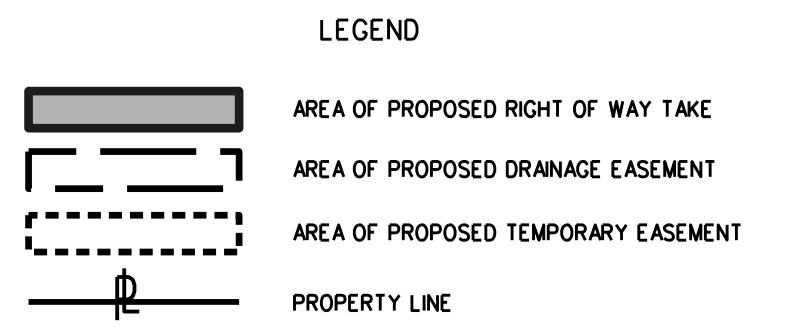 LEGEND
AREA OF PROPOSED RIGHT OF WAY TAKE
AREA OF PROPOSED DRAINAGE EASEMENT
AREA OF PROPOSED TEMPORARY EASEMENT
PL PROPERTY LINE